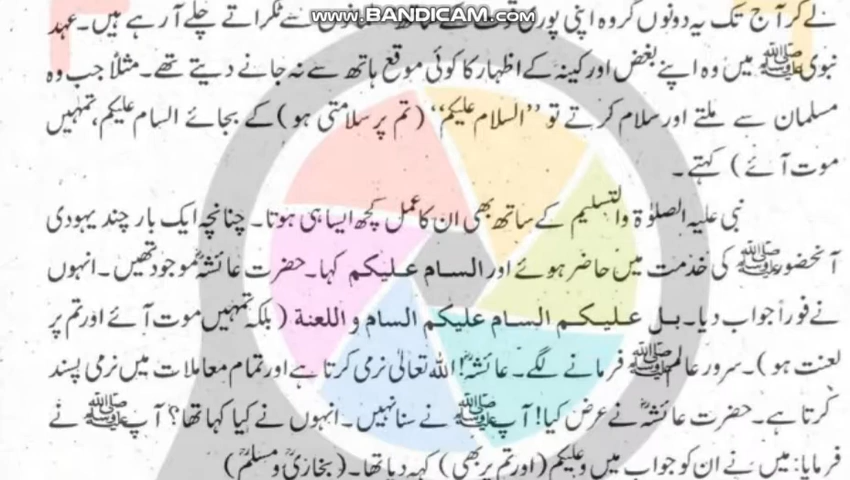 www.BANDICAM.com
لے کر آج تک یہ دونوں گروہ اپنی پوری سے ٹکراتے چلے آ رہے ہیں۔ عہد
نبوی ﷺ میں وہ اپنے بغض اور کینہ کے اظہار کا کوئی موقع ہاتھ سے نہ جانے دیتے تھے۔ مثلاً جب وہ
مسلمان سے ملتے اور سلام کرتے تو ”السلام علیکم“ (تم پر سلامتی ہو) کے بجائے السام علیکم، تمہیں
موت آئے) کہتے۔
نبی علیہ الصلوٰۃ والتسلیم کے ساتھ بھی ان کا عمل کچھ ایسا ہی ہوتا۔ چنانچہ ایک بار چند یہودی
آنحضور ﷺ کی خدمت میں حاضر ہوئے اور السام علیکم کہا۔ حضرت عائشہؓ موجود تھیں۔ انہوں
نے فوراً جواب دیا۔ بل علیکم السام علیکم السام و اللعنة (بلکہ تمہیں موت آئے اور تم پر
لعنت ہو)۔ سرور عالم ﷺ فرمانے لگے۔ عائشہؓ! اللہ تعالیٰ نرمی کرتا ہے اور تمام معاملات میں نرمی پسند
کرتا ہے۔ حضرت عائشہؓ نے عرض کیا! آپ ﷺ نے سنا نہیں۔ انہوں نے کیا کہا تھا؟ آپ ﷺ نے
فرمایا: میں نے ان کو جواب میں وعلیکم (اور تم پر بھی) کہہ دیا تھا۔ (بخاریؒ و مسلمؒ)